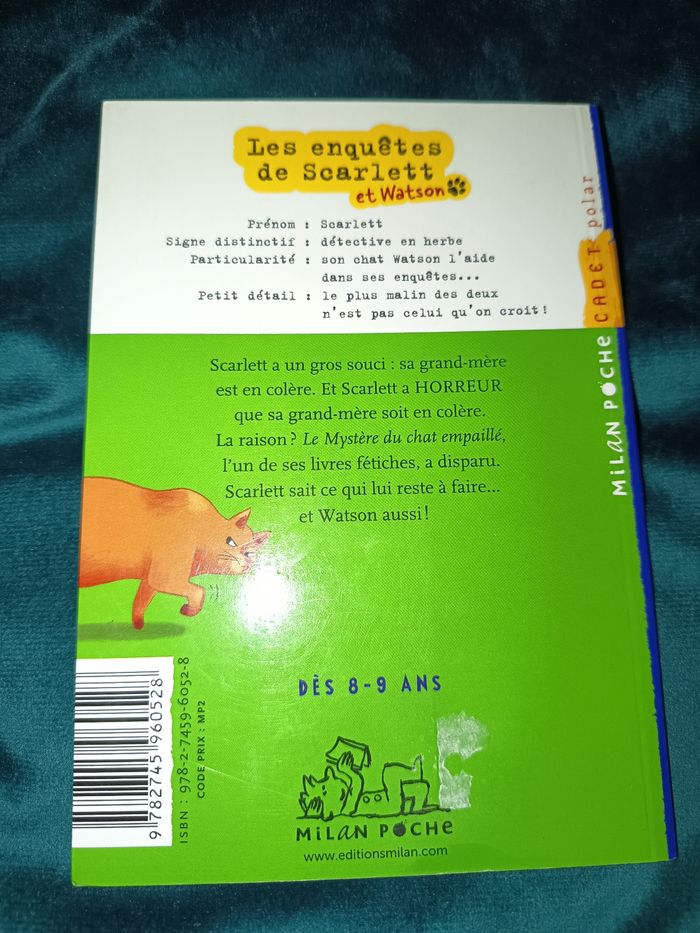 Les enquêtes
de Scarlett
et Watson
Prénom : Scarlett
Signe distinctif : détective en herbe
Particularité : son chat Watson l'aide
dans ses enquêtes...
Petit détail : le plus malin des deux
n'est pas celui qu'on croit !
Scarlett a un gros souci : sa grand-mère
est en colère. Et Scarlett a HORREUR
que sa grand-mère soit en colère.
La raison ? Le Mystère du chat empaillé,
l'un de ses livres fétiches, a disparu.
Scarlett sait ce qui lui reste à faire...
et Watson aussi !
DÈS 8-9 ANS
MiLAN POCHE
www.editionsmilan.com
9 782745 960528
ISBN : 978-2-7459-6052-8
CODE PRIX : MP2
MiLAN POCHE CADET polar